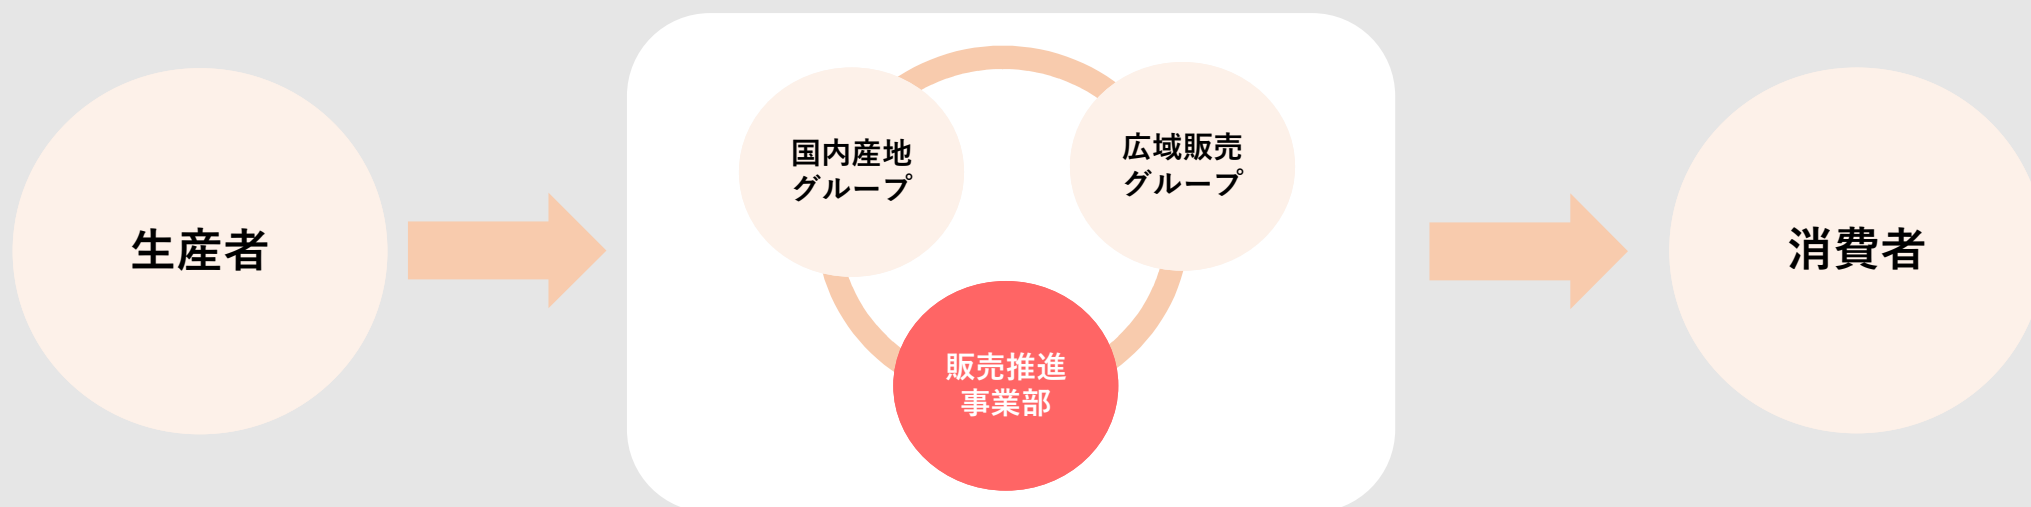 生産者
国内産地
グループ
広域販売
グループ
販売推進
事業部
消費者